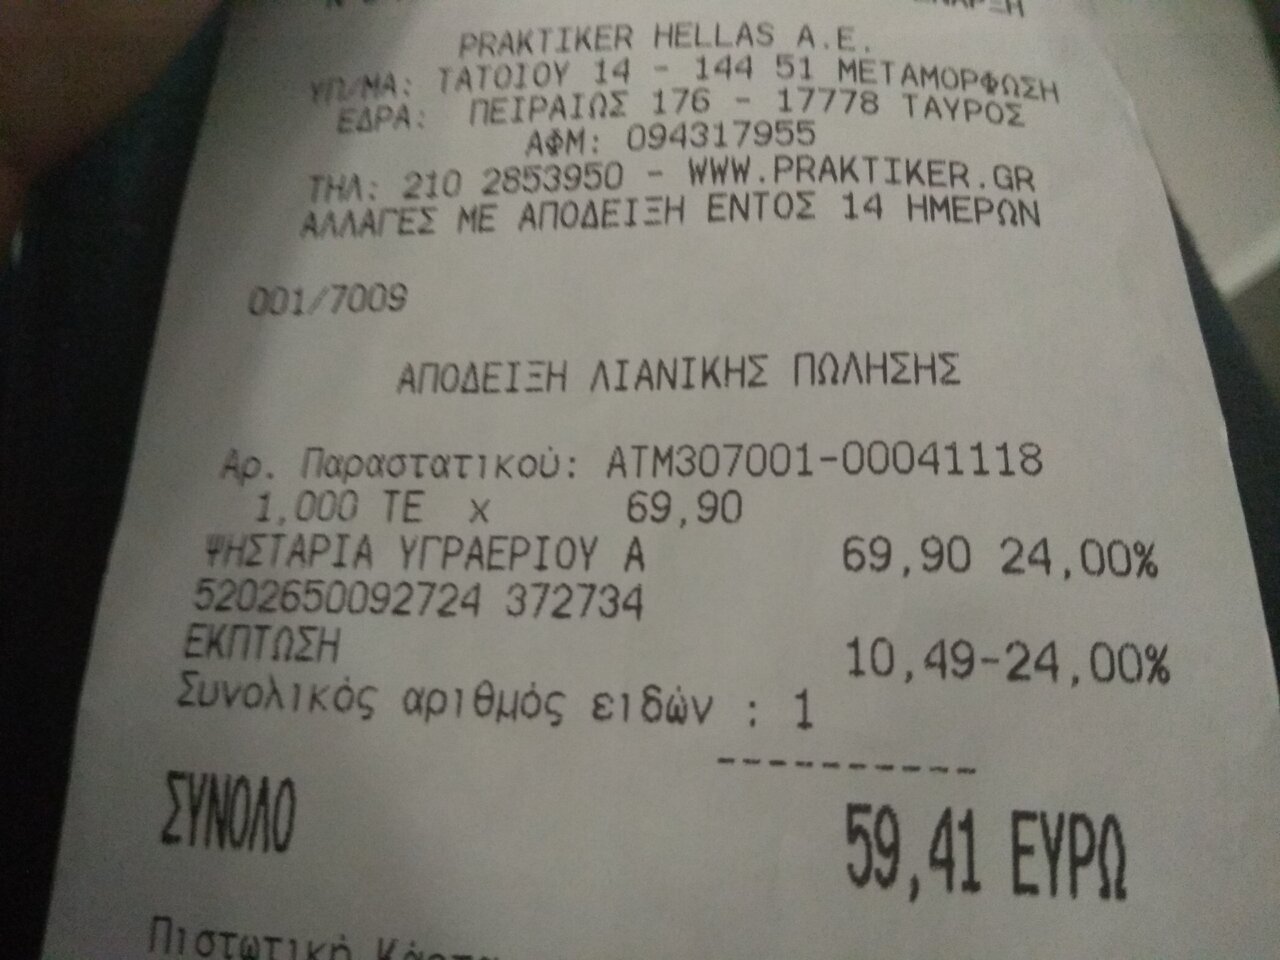 PRAKTIKER HELLAS A.E.
ΥΠ/ΜΑ: ΤΑΤΟΙΟΥ 14 - 144 51 ΜΕΤΑΜΟΡΦΩΣΗ
ΕΔΡΑ: ΠΕΙΡΑΙΩΣ 176 - 17778 ΤΑΥΡΟΣ
ΑΦΜ: 094317955
ΤΗΛ: 210 2853950 - WWW.PRAKTIKER.GR
ΑΛΛΑΓΕΣ ΜΕ ΑΠΟΔΕΙΞΗ ΕΝΤΟΣ 14 ΗΜΕΡΩΝ
001/7009
ΑΠΟΔΕΙΞΗ ΛΙΑΝΙΚΗΣ ΠΩΛΗΣΗΣ
Αρ. Παραστατικού: ΑΤΜ307001-00041118
1,000 ΤΕ x 69,90
ΨΗΣΤΑΡΙΑ ΥΓΡΑΕΡΙΟΥ Α 69,90 24,00%
5202650092724 372734
ΕΚΠΤΩΣΗ 10,49-24,00%
Συνολικός αριθμός ειδών : 1
----------
ΣΥΝΟΛΟ 59,41 ΕΥΡΩ
Πιστωτική Κάρτα